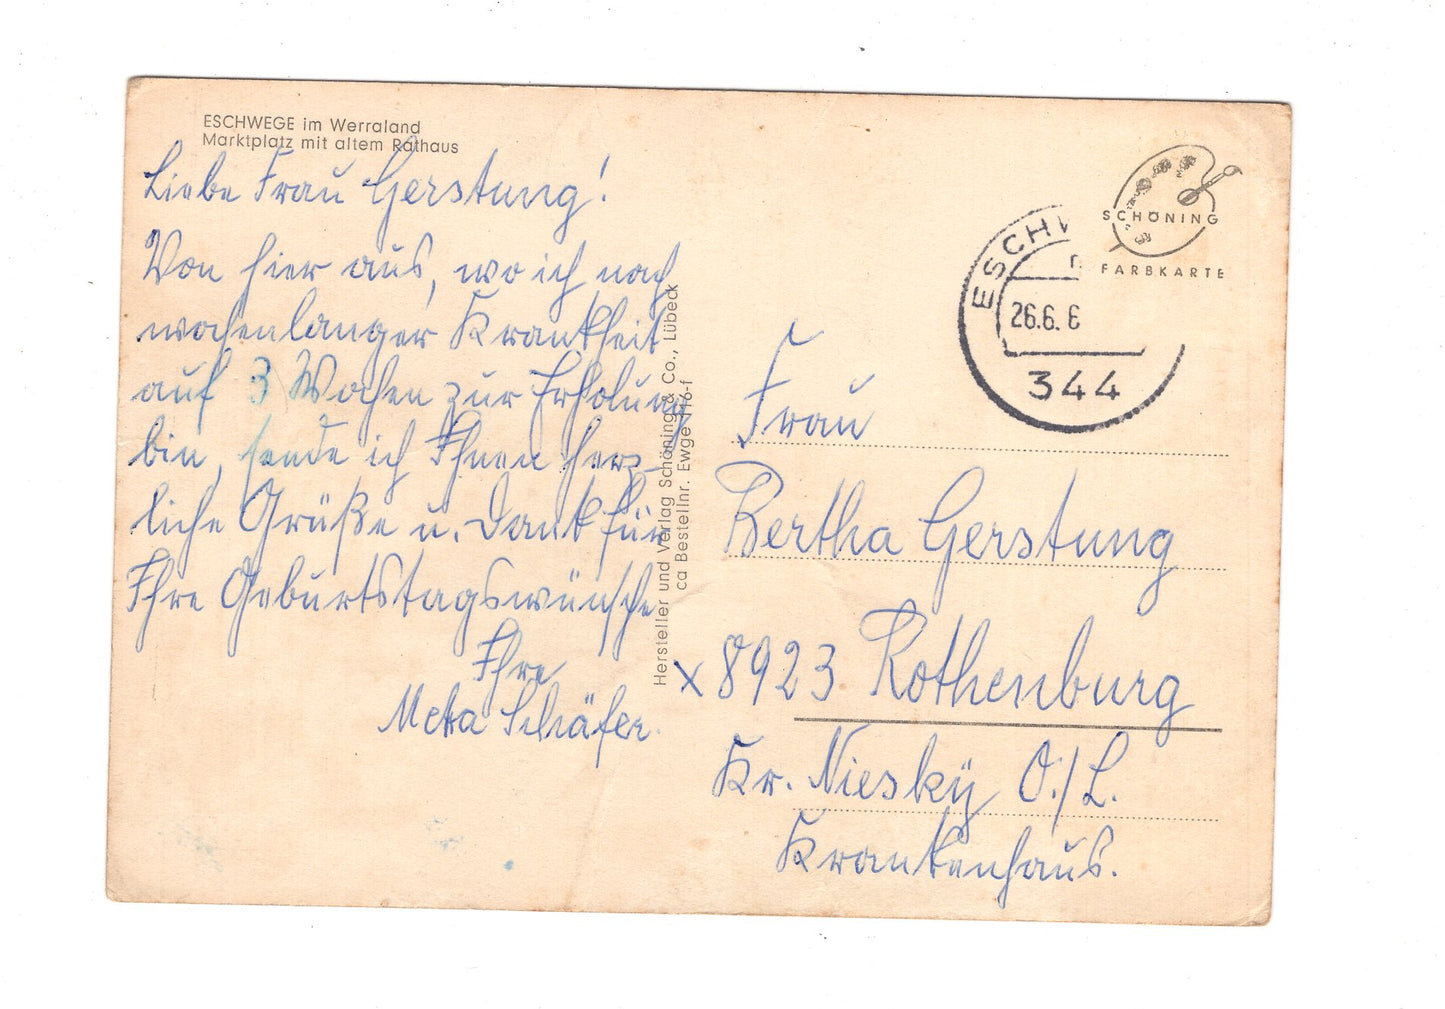 ESCHWEGE im Werraland
Marktplatz mit altem Rathaus
Liebe Frau Gerstung!
Von hier aus, wo ich nach
wochenlanger Krankheit
auf 3 Wochen zur Erholung
bin, sende ich Ihnen herz-
liche Grüße u. Dank für
Ihre Geburtstagswünsche.
Ihre
Meta Schäfer.
Hersteller und Verlag Schöning & Co., Lübeck
ca Bestellnr. Ewge 116-f
SCHÖNING
FARBKARTE
ESCHW
26.6.6
344
Frau
Bertha Gerstung
x 8923 Rothenburg
Kr. Niesky O./L.
Krankenhaus.